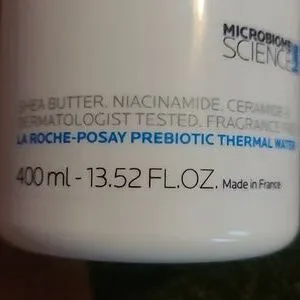 MICROBIOME
SCIENCE
SHEA BUTTER. NIACINAMIDE. CERAMIDE
DERMATOLOGIST TESTED. FRAGRANCE
LA ROCHE-POSAY PREBIOTIC THERMAL WATER
400 ml - 13.52 FL.OZ. Made in France